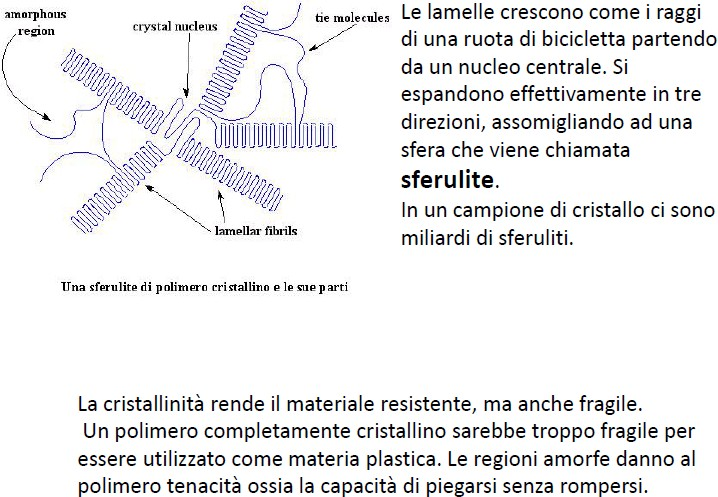 amorphous
region
crystal nucleus
tie molecules
lamellar fibrils
Una sferulite di polimero cristallino e le sue parti
Le lamelle crescono come i raggi
di una ruota di bicicletta partendo
da un nucleo centrale. Si
espandono effettivamente in tre
direzioni, assomigliando ad una
sfera che viene chiamata
sferulite.
In un campione di cristallo ci sono
miliardi di sferuliti.
La cristallinità rende il materiale resistente, ma anche fragile.
Un polimero completamente cristallino sarebbe troppo fragile per
essere utilizzato come materia plastica. Le regioni amorfe danno al
polimero tenacità ossia la capacità di piegarsi senza rompersi.